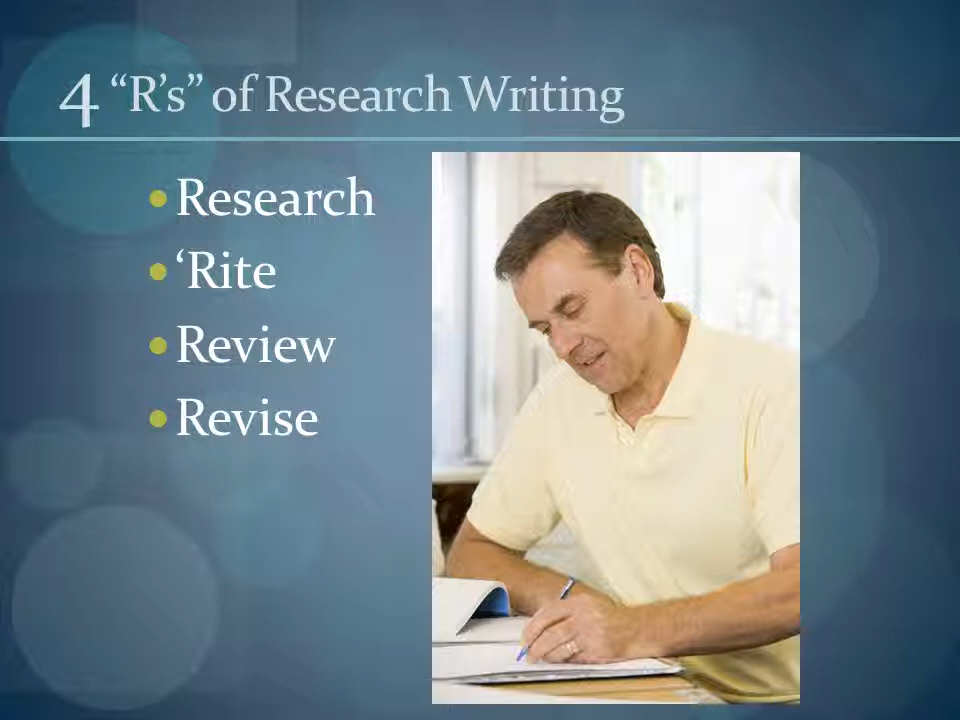 4 “R’s” of Research Writing
Research
‘Rite
Review
Revise